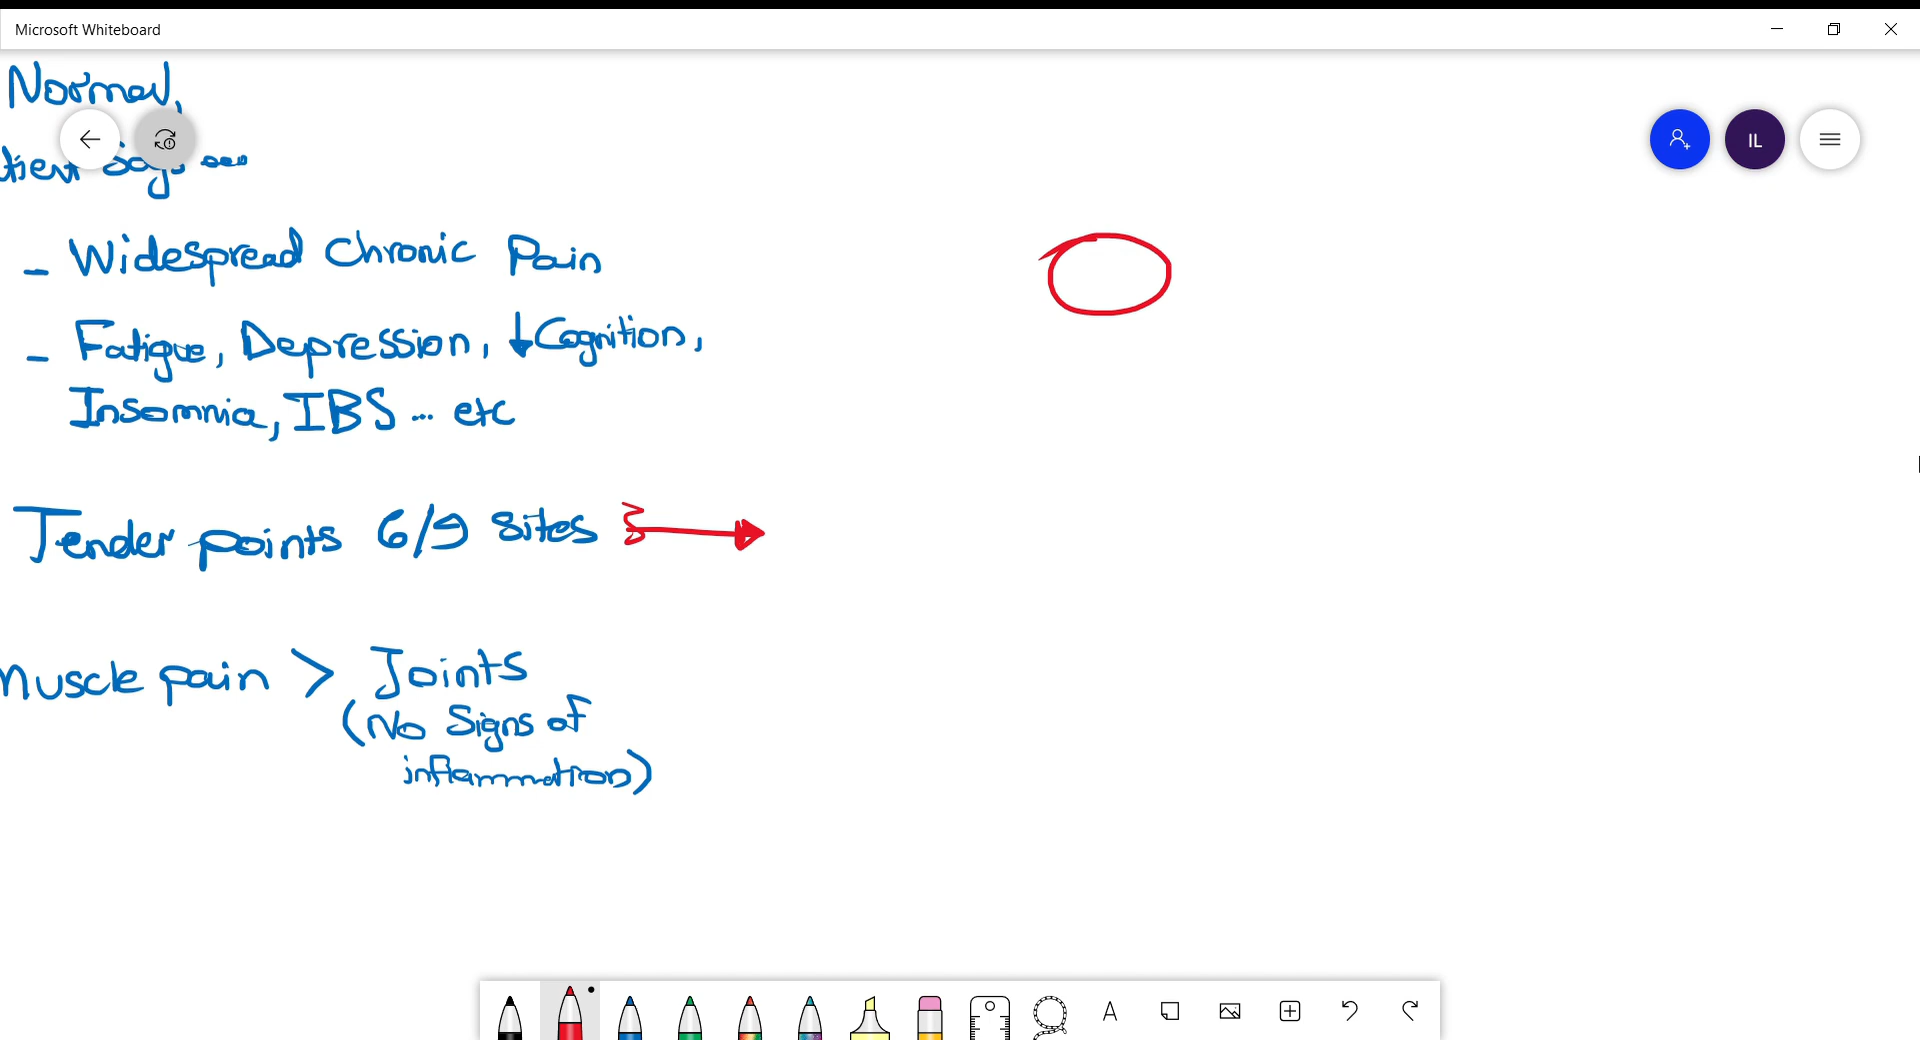 Microsoft Whiteboard
Normal,
IL
tient says
- Widespread Chronic Pain
- Fatigue, Depression, ↓Cognition,
Insomnia, IBS ... etc
Tender points 6/9 sites
Muscle pain > Joints
(No Signs of
inflammation)
A